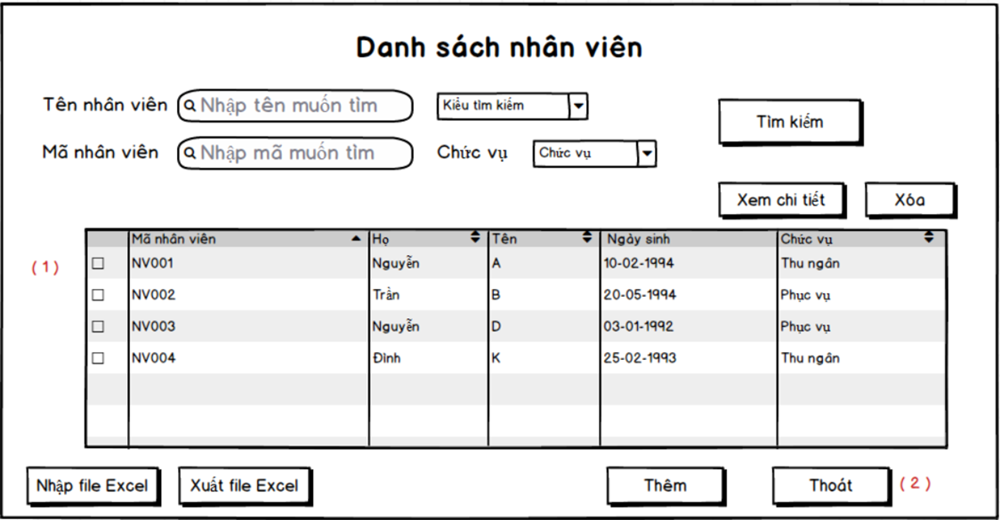 Danh sách nhân viên
Tên nhân viên Nhập tên muốn tìm Kiểu tìm kiếm Tìm kiếm
Mã nhân viên Nhập mã muốn tìm Chức vụ Chức vụ
Xem chi tiết Xóa
Mã nhân viên Họ Tên Ngày sinh Chức vụ
(1) NV001 Nguyễn A 10-02-1994 Thu ngân
NV002 Trần B 20-05-1994 Phục vụ
NV003 Nguyễn D 03-01-1992 Phục vụ
NV004 Đinh K 25-02-1993 Thu ngân
Nhập file Excel Xuất file Excel Thêm Thoát (2)